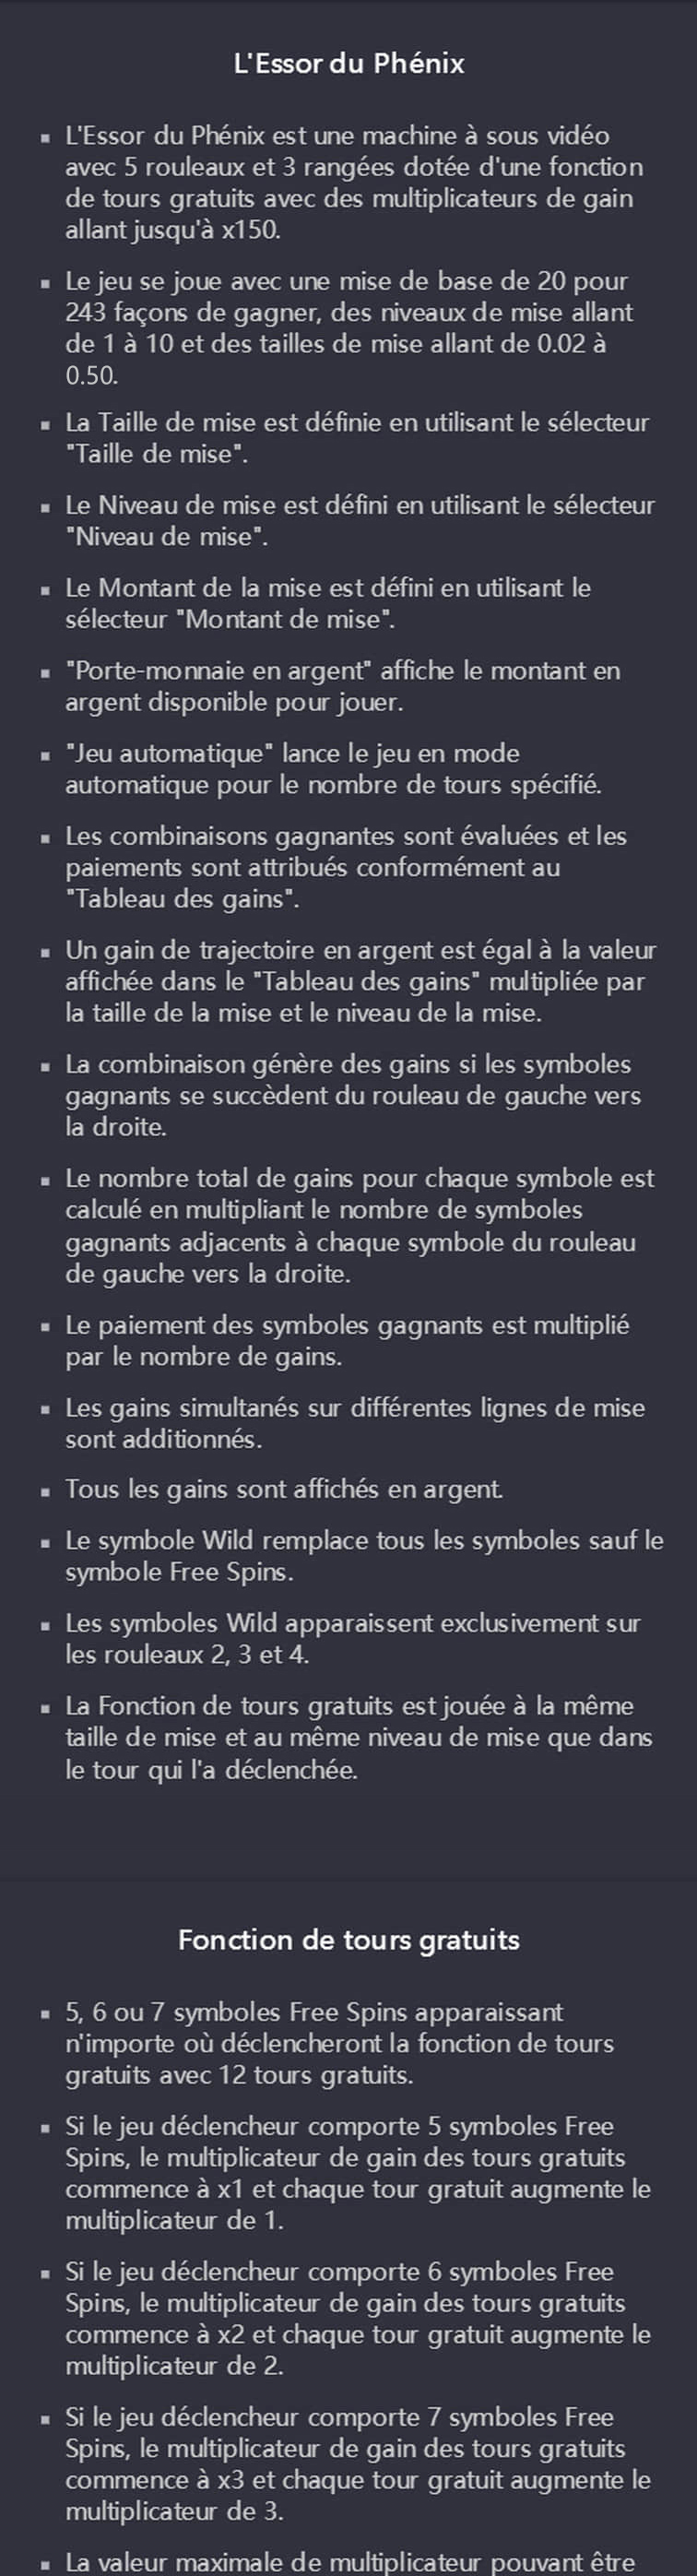 L'Essor du Phénix
▪ L'Essor du Phénix est une machine à sous vidéo
avec 5 rouleaux et 3 rangées dotée d'une fonction
de tours gratuits avec des multiplicateurs de gain
allant jusqu'à x150.
▪ Le jeu se joue avec une mise de base de 20 pour
243 façons de gagner, des niveaux de mise allant
de 1 à 10 et des tailles de mise allant de 0.02 à
0.50.
▪ La Taille de mise est définie en utilisant le sélecteur
"Taille de mise".
▪ Le Niveau de mise est défini en utilisant le sélecteur
"Niveau de mise".
▪ Le Montant de la mise est défini en utilisant le
sélecteur "Montant de mise".
▪ "Porte-monnaie en argent" affiche le montant en
argent disponible pour jouer.
▪ "Jeu automatique" lance le jeu en mode
automatique pour le nombre de tours spécifié.
▪ Les combinaisons gagnantes sont évaluées et les
paiements sont attribués conformément au
"Tableau des gains".
▪ Un gain de trajectoire en argent est égal à la valeur
affichée dans le "Tableau des gains" multipliée par
la taille de la mise et le niveau de la mise.
▪ La combinaison génère des gains si les symboles
gagnants se succèdent du rouleau de gauche vers
la droite.
▪ Le nombre total de gains pour chaque symbole est
calculé en multipliant le nombre de symboles
gagnants adjacents à chaque symbole du rouleau
de gauche vers la droite.
▪ Le paiement des symboles gagnants est multiplié
par le nombre de gains.
▪ Les gains simultanés sur différentes lignes de mise
sont additionnés.
▪ Tous les gains sont affichés en argent.
▪ Le symbole Wild remplace tous les symboles sauf le
symbole Free Spins.
▪ Les symboles Wild apparaissent exclusivement sur
les rouleaux 2, 3 et 4.
▪ La Fonction de tours gratuits est jouée à la même
taille de mise et au même niveau de mise que dans
le tour qui l'a déclenchée.
Fonction de tours gratuits
▪ 5, 6 ou 7 symboles Free Spins apparaissant
n'importe où déclencheront la fonction de tours
gratuits avec 12 tours gratuits.
▪ Si le jeu déclencheur comporte 5 symboles Free
Spins, le multiplicateur de gain des tours gratuits
commence à x1 et chaque tour gratuit augmente le
multiplicateur de 1.
▪ Si le jeu déclencheur comporte 6 symboles Free
Spins, le multiplicateur de gain des tours gratuits
commence à x2 et chaque tour gratuit augmente le
multiplicateur de 2.
▪ Si le jeu déclencheur comporte 7 symboles Free
Spins, le multiplicateur de gain des tours gratuits
commence à x3 et chaque tour gratuit augmente le
multiplicateur de 3.
▪ La valeur maximale de multiplicateur pouvant être